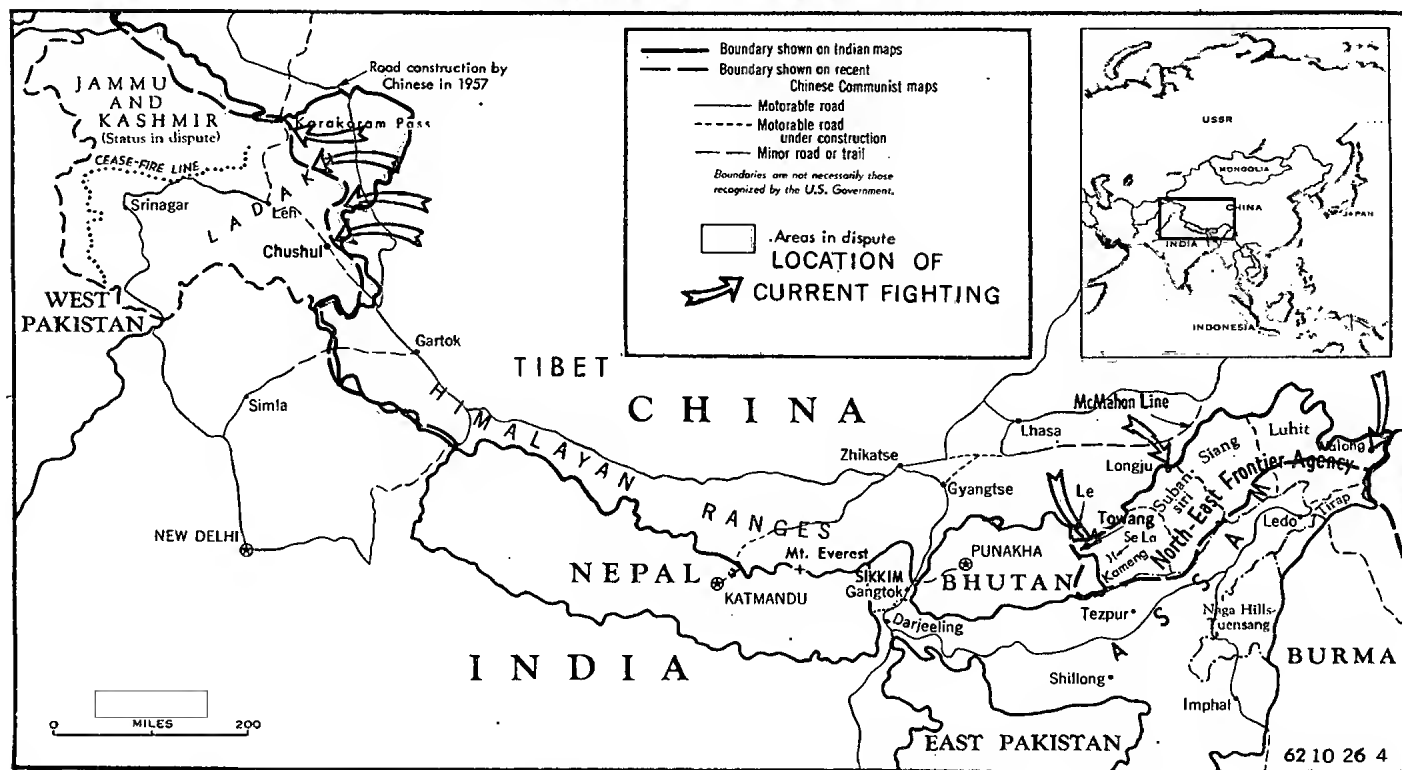 Road construction by
Chinese in 1957
JAMMU
AND
KASHMIR
(Status in dispute)
Karakoram Pass
CEASE-FIRE LINE
Srinagar
Leh
LADAKH
Chushul
WEST
PAKISTAN
Boundary shown on Indian maps
Boundary shown on recent
Chinese Communist maps
Motorable road
Motorable road
under construction
Minor road or trail
Boundaries are not necessarily those
recognized by the U.S. Government.
Areas in dispute
LOCATION OF
CURRENT FIGHTING
USSR
MONGOLIA
CHINA
JAPAN
INDIA
INDONESIA
Gartok
TIBET
CHINA
Simla
HIMALAYAN
RANGES
NEW DELHI
Zhikatse
Lhasa
Gyangtse
McMahon Line
Longju
Siang
Luhit
Walong
Suban-
siri
North-East Frontier Agency
Le
Towang
Se La
Kameng
Tirap
Ledo
ASSAM
Mt. Everest
NEPAL
KATMANDU
SIKKIM
Gangtok
PUNAKHA
BHUTAN
Darjeeling
Tezpur
Naga Hills-
Tuensang
Shillong
Imphal
BURMA
INDIA
EAST PAKISTAN
0 MILES 200
62 10 26 4